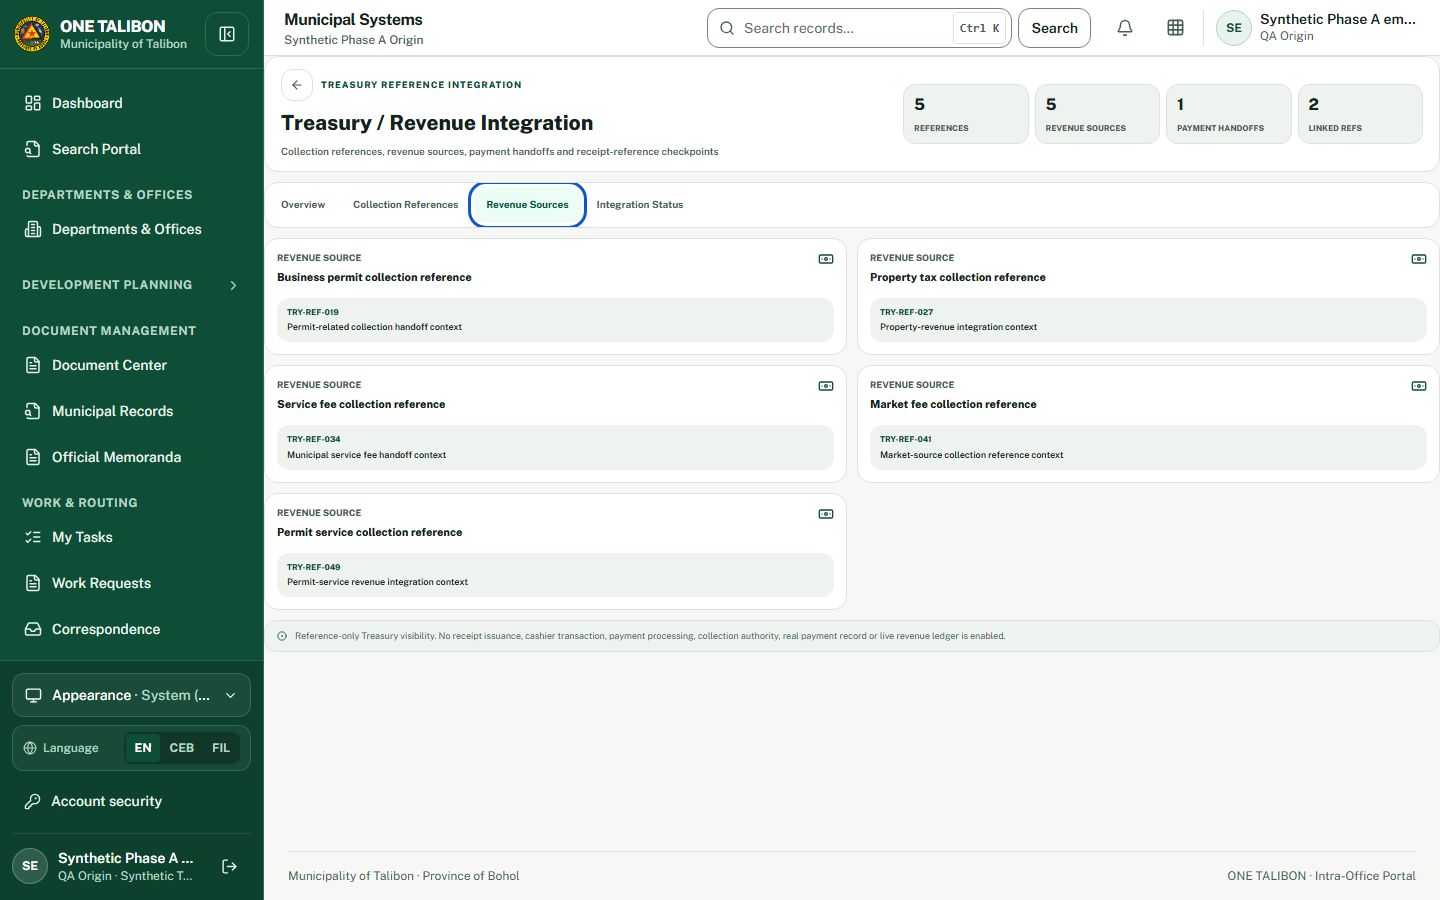 ONE TALIBON
Municipality of Talibon
Dashboard
Search Portal
DEPARTMENTS & OFFICES
Departments & Offices
DEVELOPMENT PLANNING
DOCUMENT MANAGEMENT
Document Center
Municipal Records
Official Memoranda
WORK & ROUTING
My Tasks
Work Requests
Correspondence
Appearance · System (...
Language EN CEB FIL
Account security
SE
Synthetic Phase A ...
QA Origin · Synthetic T...
Municipal Systems
Synthetic Phase A Origin
Search records...
Ctrl K
Search
SE
Synthetic Phase A em...
QA Origin
TREASURY REFERENCE INTEGRATION
Treasury / Revenue Integration
Collection references, revenue sources, payment handoffs and receipt-reference checkpoints
5
REFERENCES
5
REVENUE SOURCES
1
PAYMENT HANDOFFS
2
LINKED REFS
Overview Collection References Revenue Sources Integration Status
REVENUE SOURCE
Business permit collection reference
TRY-REF-019
Permit-related collection handoff context
REVENUE SOURCE
Property tax collection reference
TRY-REF-027
Property-revenue integration context
REVENUE SOURCE
Service fee collection reference
TRY-REF-034
Municipal service fee handoff context
REVENUE SOURCE
Market fee collection reference
TRY-REF-041
Market-source collection reference context
REVENUE SOURCE
Permit service collection reference
TRY-REF-049
Permit-service revenue integration context
Reference-only Treasury visibility. No receipt issuance, cashier transaction, payment processing, collection authority, real payment record or live revenue ledger is enabled.
Municipality of Talibon · Province of Bohol
ONE TALIBON · Intra-Office Portal